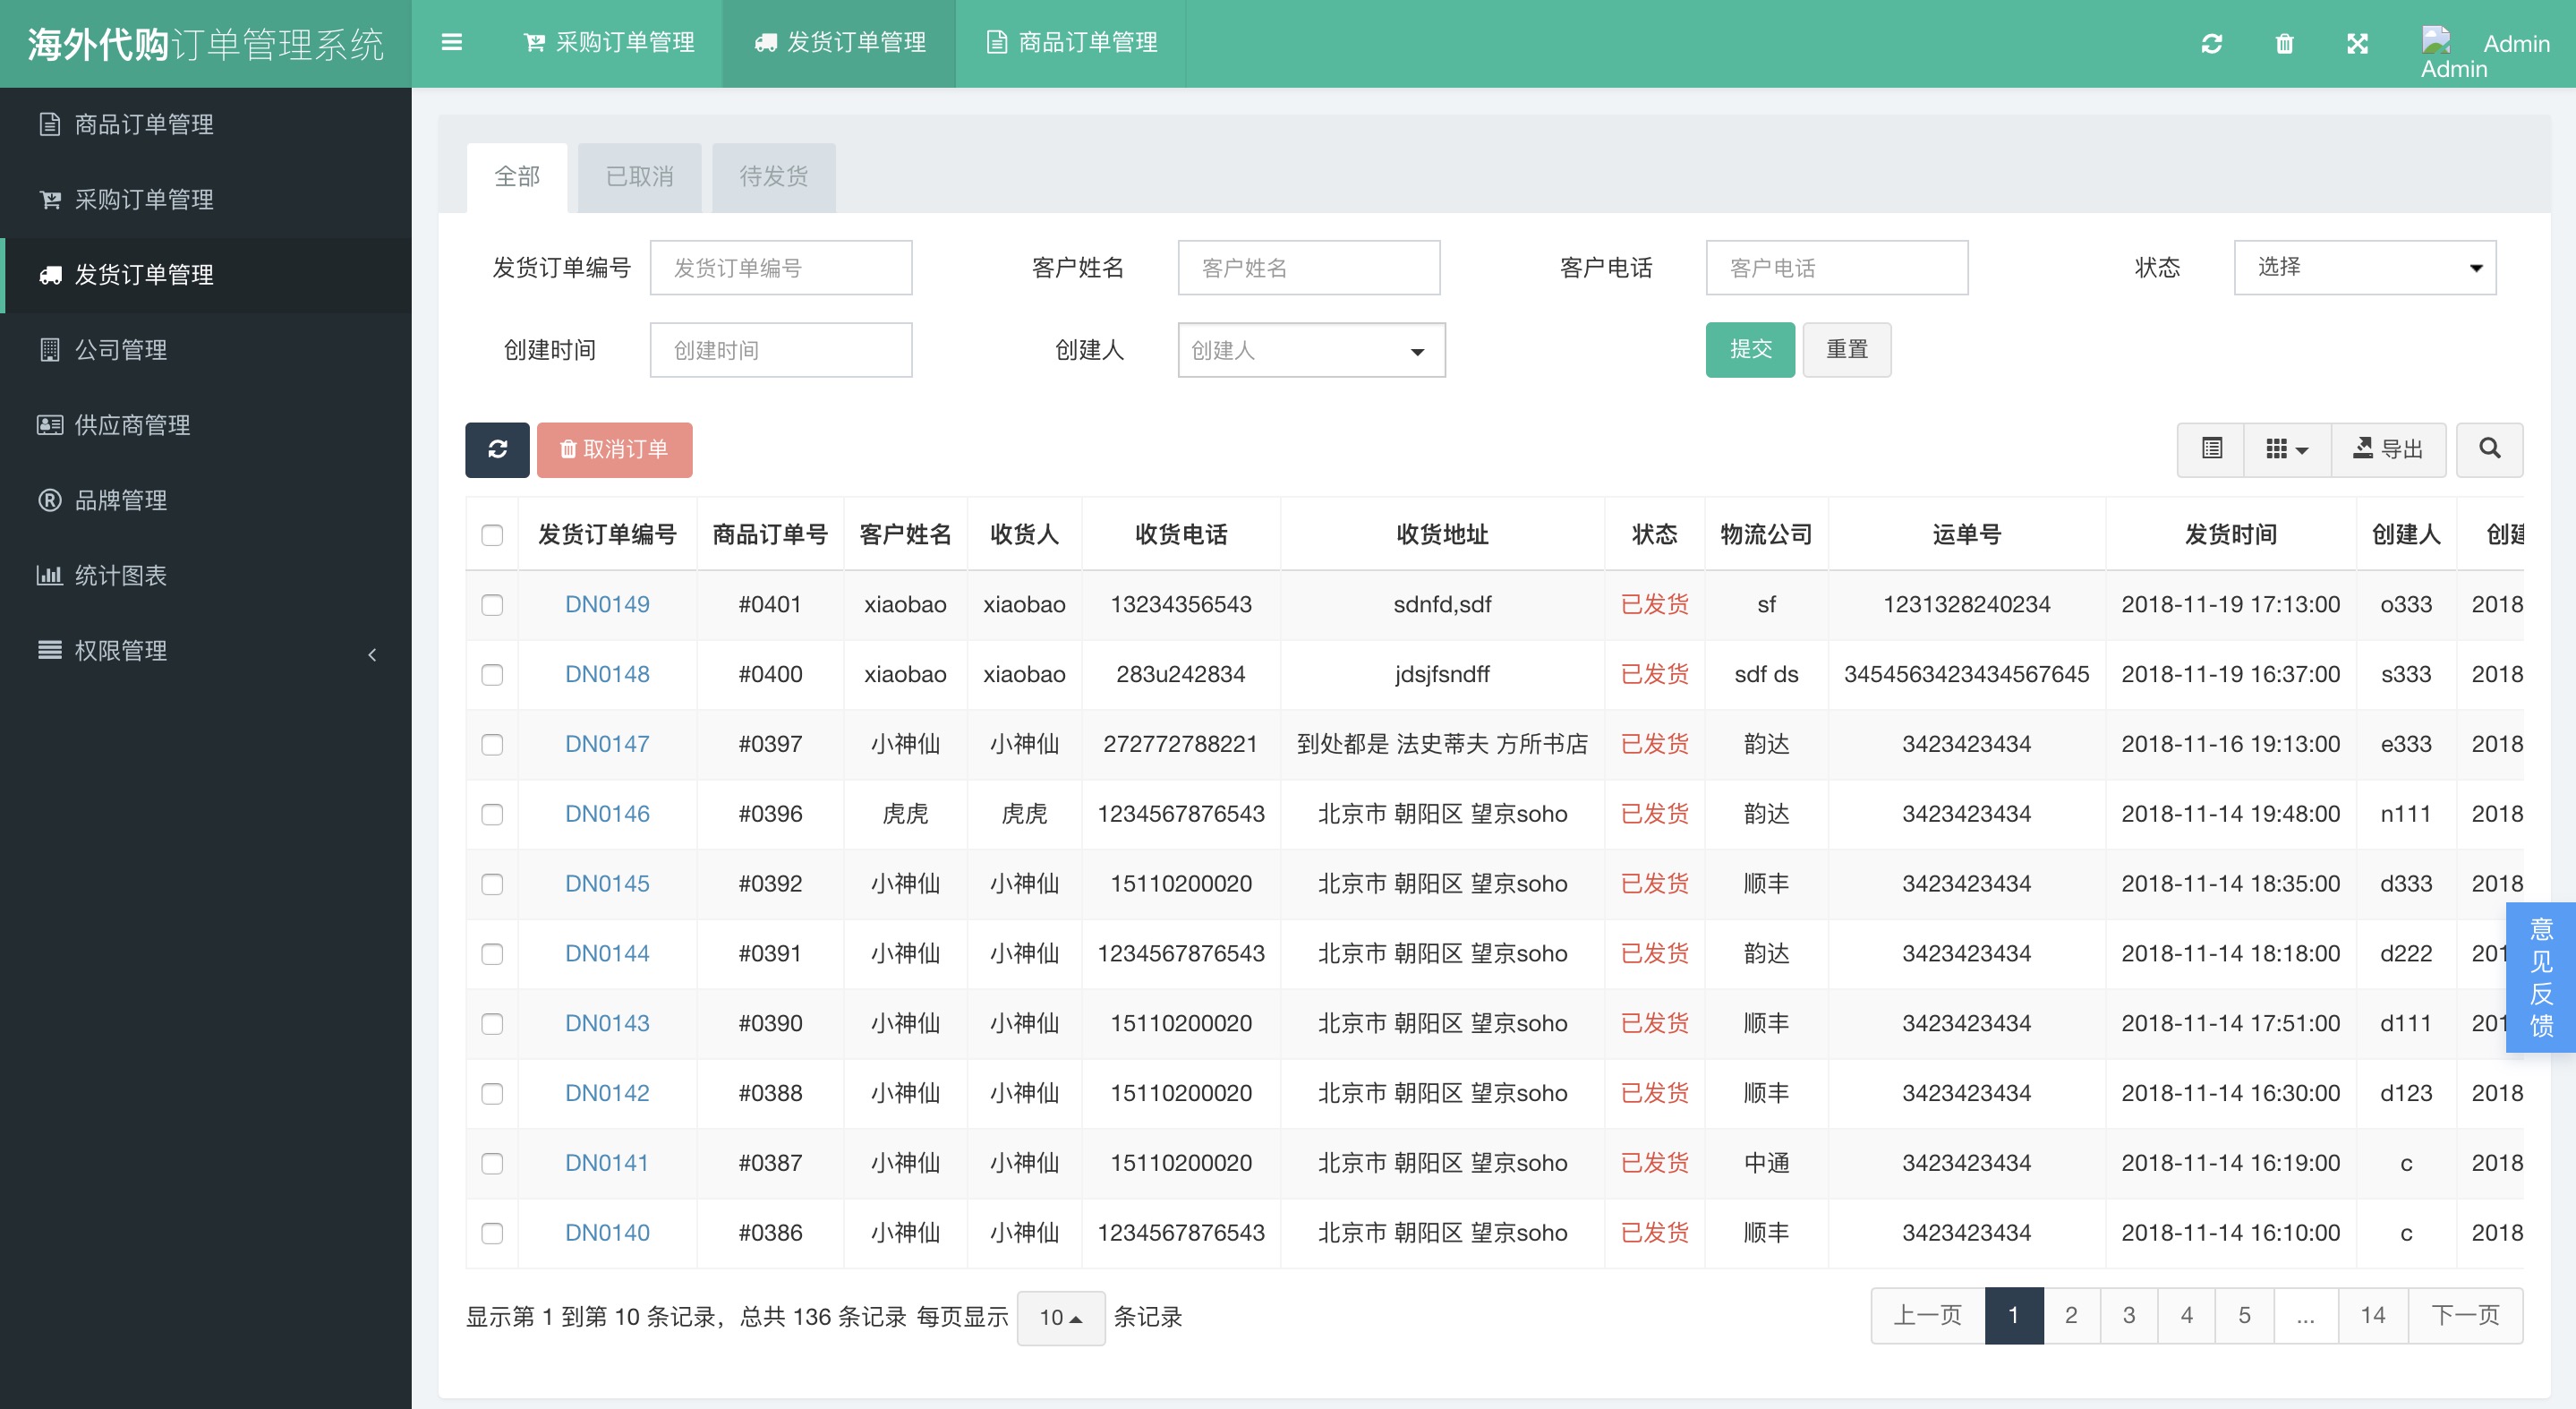 海外代购订单管理系统
采购订单管理 发货订单管理 商品订单管理 Admin
Admin
商品订单管理
采购订单管理
发货订单管理
公司管理
供应商管理
品牌管理
统计图表
权限管理
全部 已取消 待发货
发货订单编号 发货订单编号 客户姓名 客户姓名 客户电话 客户电话 状态 选择
创建时间 创建时间 创建人 创建人 提交 重置
取消订单 导出
发货订单编号 商品订单号 客户姓名 收货人 收货电话 收货地址 状态 物流公司 运单号 发货时间 创建人 创建
DN0149 #0401 xiaobao xiaobao 13234356543 sdnfd,sdf 已发货 sf 1231328240234 2018-11-19 17:13:00 o333 2018
DN0148 #0400 xiaobao xiaobao 283u242834 jdsjfsndff 已发货 sdf ds 3454563423434567645 2018-11-19 16:37:00 s333 2018
DN0147 #0397 小神仙 小神仙 272772788221 到处都是 法史蒂夫 方所书店 已发货 韵达 3423423434 2018-11-16 19:13:00 e333 2018
DN0146 #0396 虎虎 虎虎 1234567876543 北京市 朝阳区 望京soho 已发货 韵达 3423423434 2018-11-14 19:48:00 n111 2018
DN0145 #0392 小神仙 小神仙 15110200020 北京市 朝阳区 望京soho 已发货 顺丰 3423423434 2018-11-14 18:35:00 d333 2018
DN0144 #0391 小神仙 小神仙 1234567876543 北京市 朝阳区 望京soho 已发货 韵达 3423423434 2018-11-14 18:18:00 d222 201
DN0143 #0390 小神仙 小神仙 15110200020 北京市 朝阳区 望京soho 已发货 顺丰 3423423434 2018-11-14 17:51:00 d111 201
DN0142 #0388 小神仙 小神仙 15110200020 北京市 朝阳区 望京soho 已发货 顺丰 3423423434 2018-11-14 16:30:00 d123 2018
DN0141 #0387 小神仙 小神仙 15110200020 北京市 朝阳区 望京soho 已发货 中通 3423423434 2018-11-14 16:19:00 c 2018
DN0140 #0386 小神仙 小神仙 1234567876543 北京市 朝阳区 望京soho 已发货 顺丰 3423423434 2018-11-14 16:10:00 c 2018
显示第 1 到第 10 条记录，总共 136 条记录 每页显示 10 条记录
上一页 1 2 3 4 5 ... 14 下一页
意见反馈